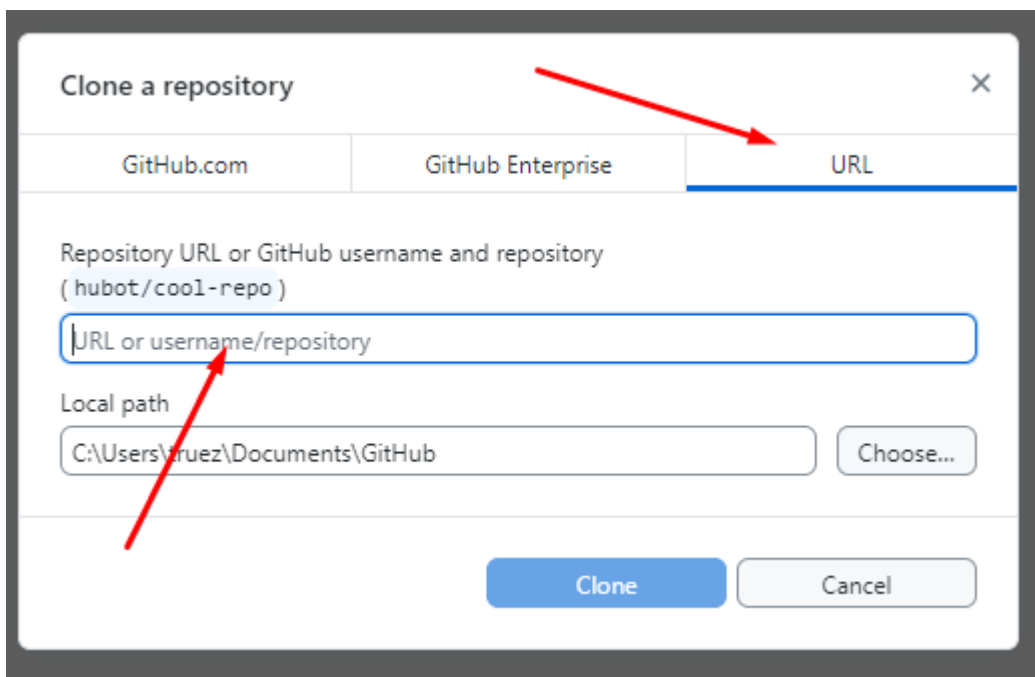 Clone a repository
GitHub.com GitHub Enterprise URL
Repository URL or GitHub username and repository
(hubot/cool-repo)
URL or username/repository
Local path
C:\Users\truez\Documents\GitHub Choose...
Clone Cancel